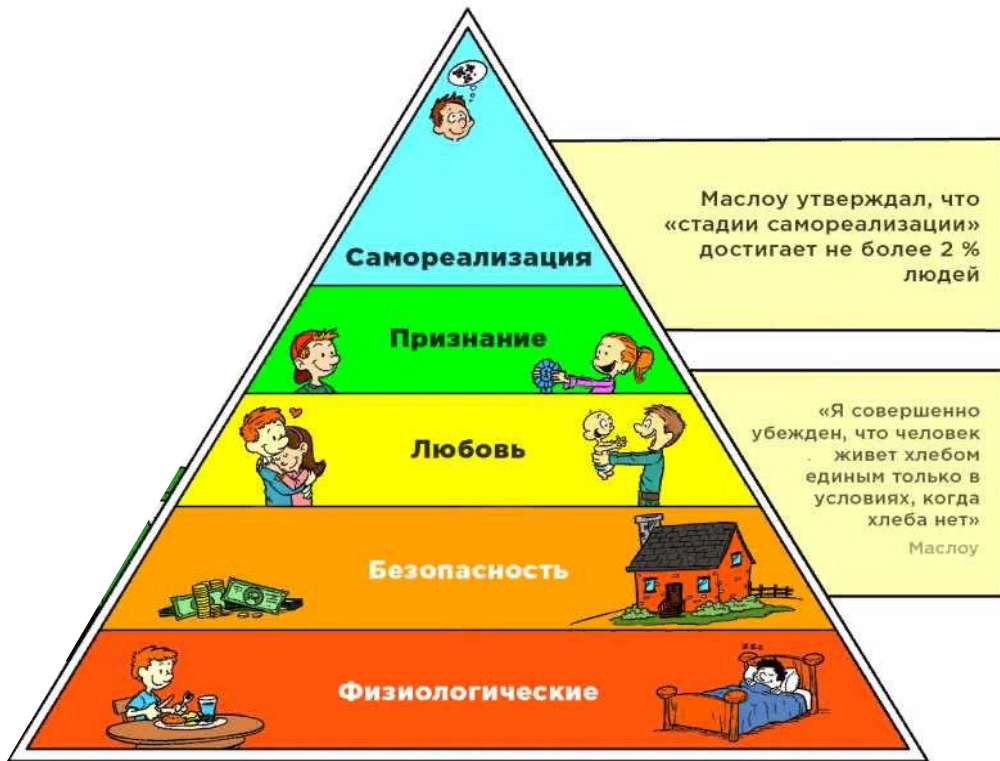 Самореализация
Признание
Любовь
Безопасность
Физиологические
Маслоу утверждал, что
«стадии самореализации»
достигает не более 2 %
людей
«Я совершенно
убежден, что человек
живет хлебом
единым только в
условиях, когда
хлеба нет»
Маслоу
zzz